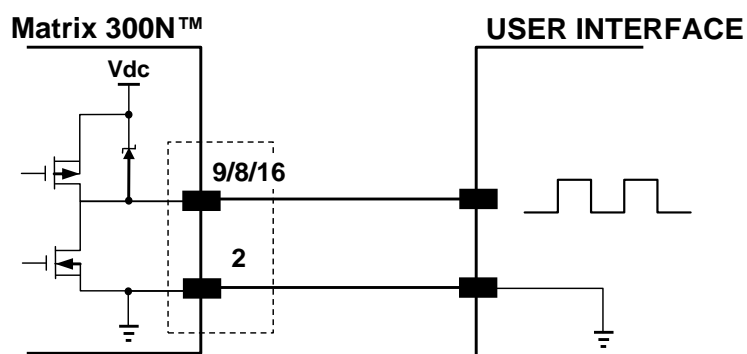 Matrix 300N™
USER INTERFACE
Vdc
9/8/16
2